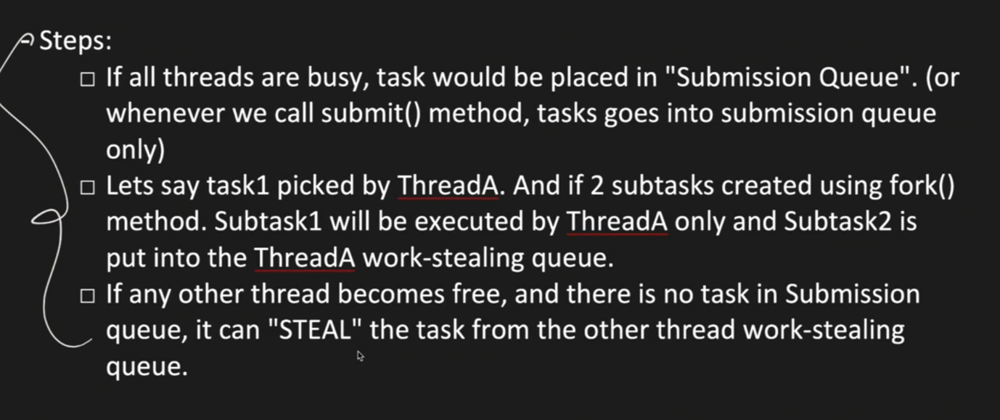 - Steps:
□ If all threads are busy, task would be placed in "Submission Queue". (or
whenever we call submit() method, tasks goes into submission queue
only)
□ Lets say task1 picked by ThreadA. And if 2 subtasks created using fork()
method. Subtask1 will be executed by ThreadA only and Subtask2 is
put into the ThreadA work-stealing queue.
□ If any other thread becomes free, and there is no task in Submission
queue, it can "STEAL" the task from the other thread work-stealing
queue.